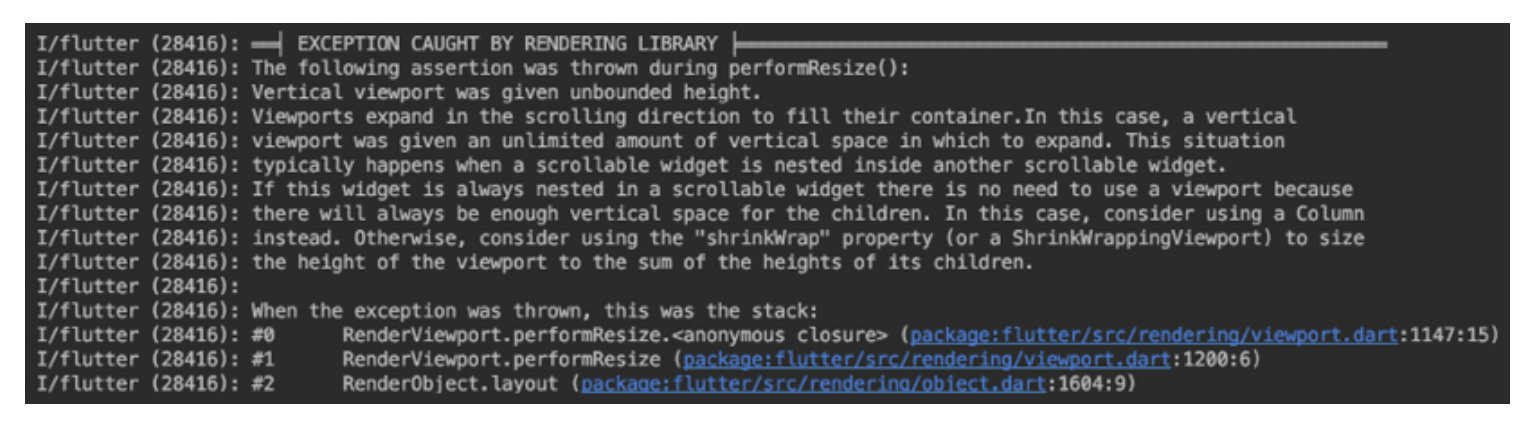 I/flutter (28416): ══╡ EXCEPTION CAUGHT BY RENDERING LIBRARY ╞═════════════════════════════════════════════════════════
I/flutter (28416): The following assertion was thrown during performResize():
I/flutter (28416): Vertical viewport was given unbounded height.
I/flutter (28416): Viewports expand in the scrolling direction to fill their container.In this case, a vertical
I/flutter (28416): viewport was given an unlimited amount of vertical space in which to expand. This situation
I/flutter (28416): typically happens when a scrollable widget is nested inside another scrollable widget.
I/flutter (28416): If this widget is always nested in a scrollable widget there is no need to use a viewport because
I/flutter (28416): there will always be enough vertical space for the children. In this case, consider using a Column
I/flutter (28416): instead. Otherwise, consider using the "shrinkWrap" property (or a ShrinkWrappingViewport) to size
I/flutter (28416): the height of the viewport to the sum of the heights of its children.
I/flutter (28416):
I/flutter (28416): When the exception was thrown, this was the stack:
I/flutter (28416): #0      RenderViewport.performResize.<anonymous closure> (package:flutter/src/rendering/viewport.dart:1147:15)
I/flutter (28416): #1      RenderViewport.performResize (package:flutter/src/rendering/viewport.dart:1200:6)
I/flutter (28416): #2      RenderObject.layout (package:flutter/src/rendering/object.dart:1604:9)